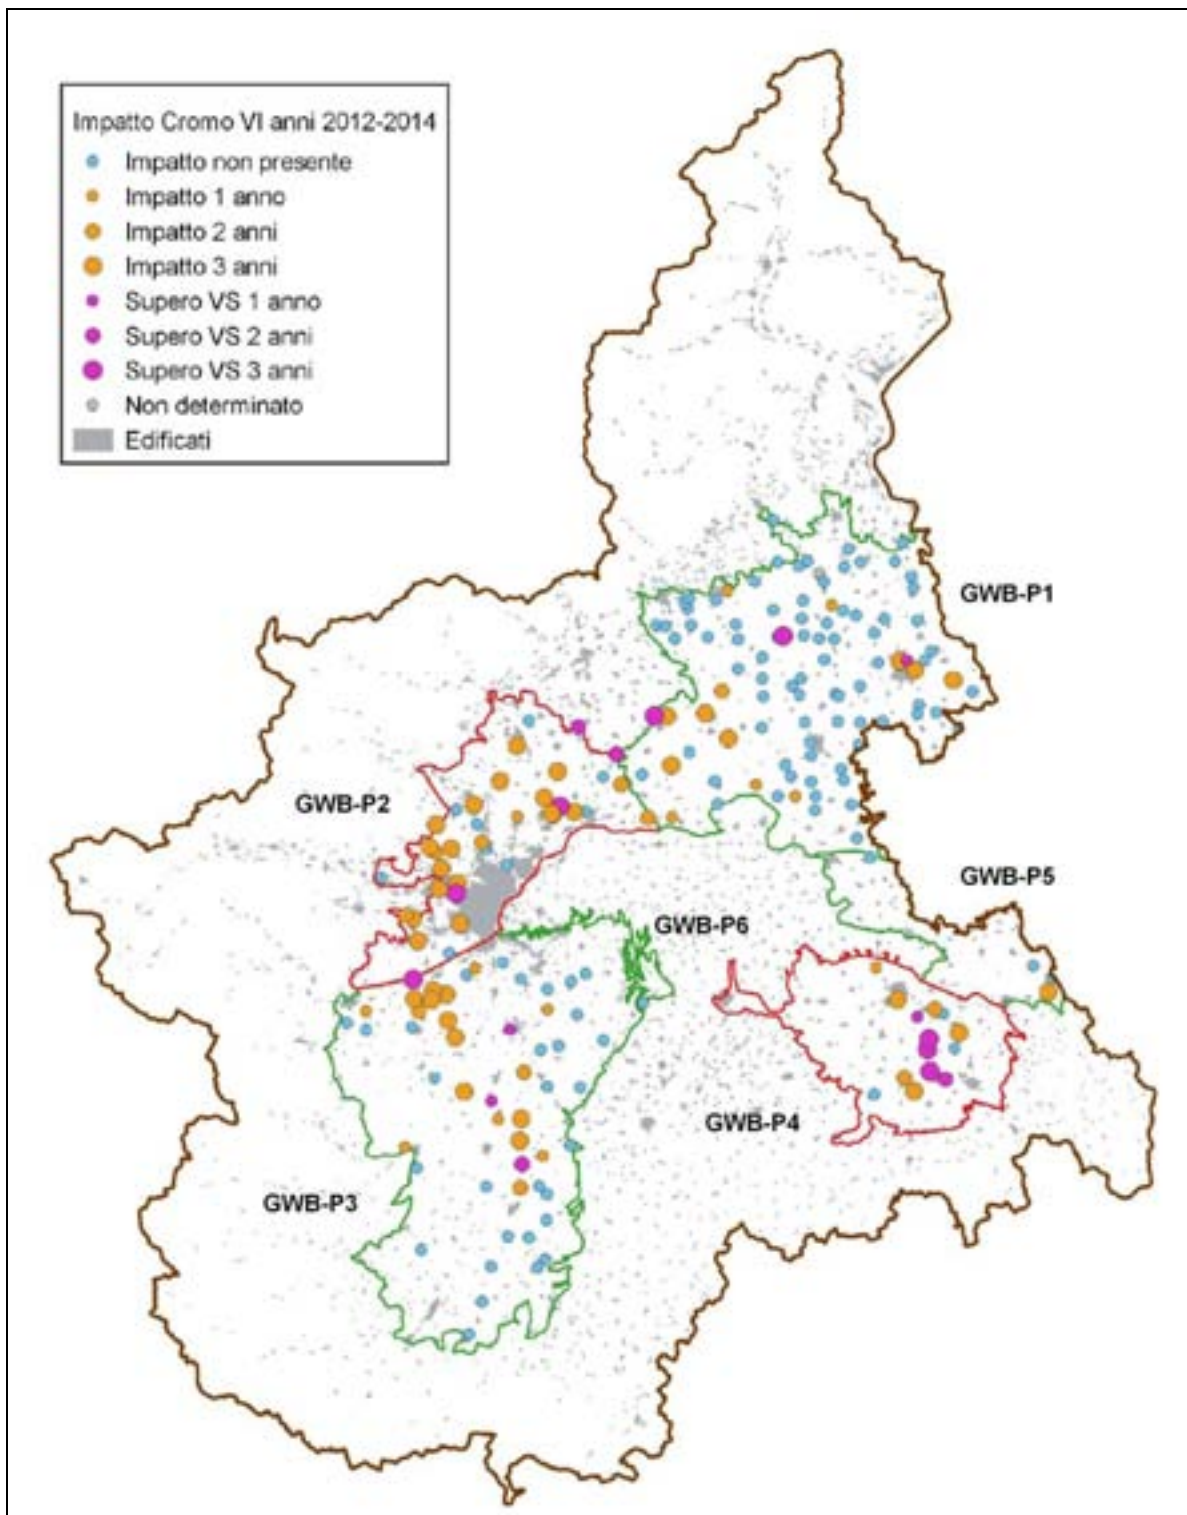 Impatto Cromo VI anni 2012-2014
Impatto non presente
Impatto 1 anno
Impatto 2 anni
Impatto 3 anni
Supero VS 1 anno
Supero VS 2 anni
Supero VS 3 anni
Non determinato
Edificati
GWB-P1
GWB-P2
GWB-P5
GWB-P6
GWB-P4
GWB-P3